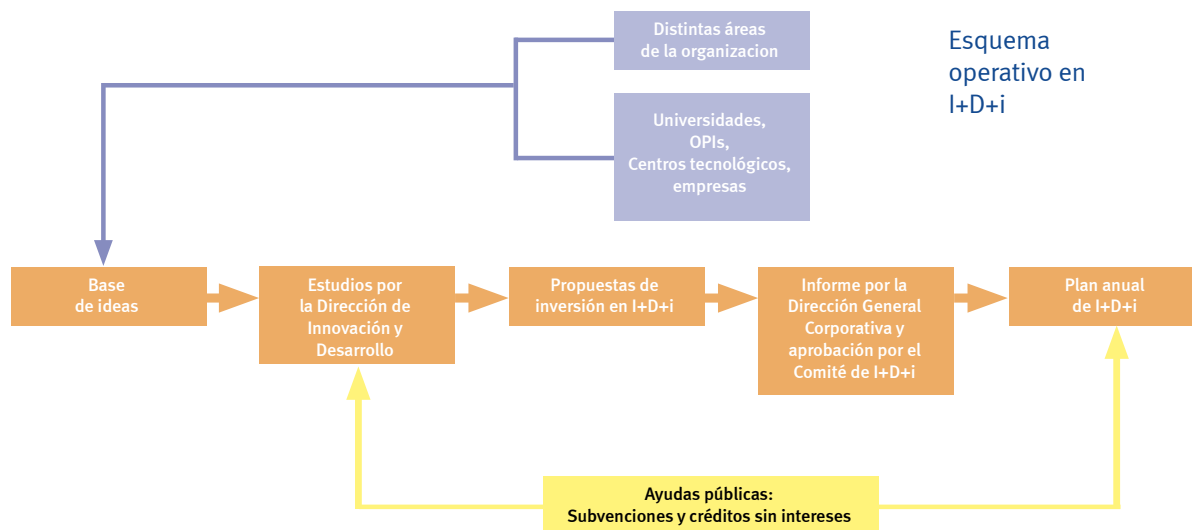 Distintas áreas
de la organizacion
Esquema
operativo en
I+D+i
Universidades,
OPIs,
Centros tecnológicos,
empresas
Base
de ideas
Estudios por
la Dirección de
Innovación y
Desarrollo
Propuestas de
inversión en I+D+i
Informe por la
Dirección General
Corporativa y
aprobación por el
Comité de I+D+i
Plan anual
de I+D+i
Ayudas públicas:
Subvenciones y créditos sin intereses